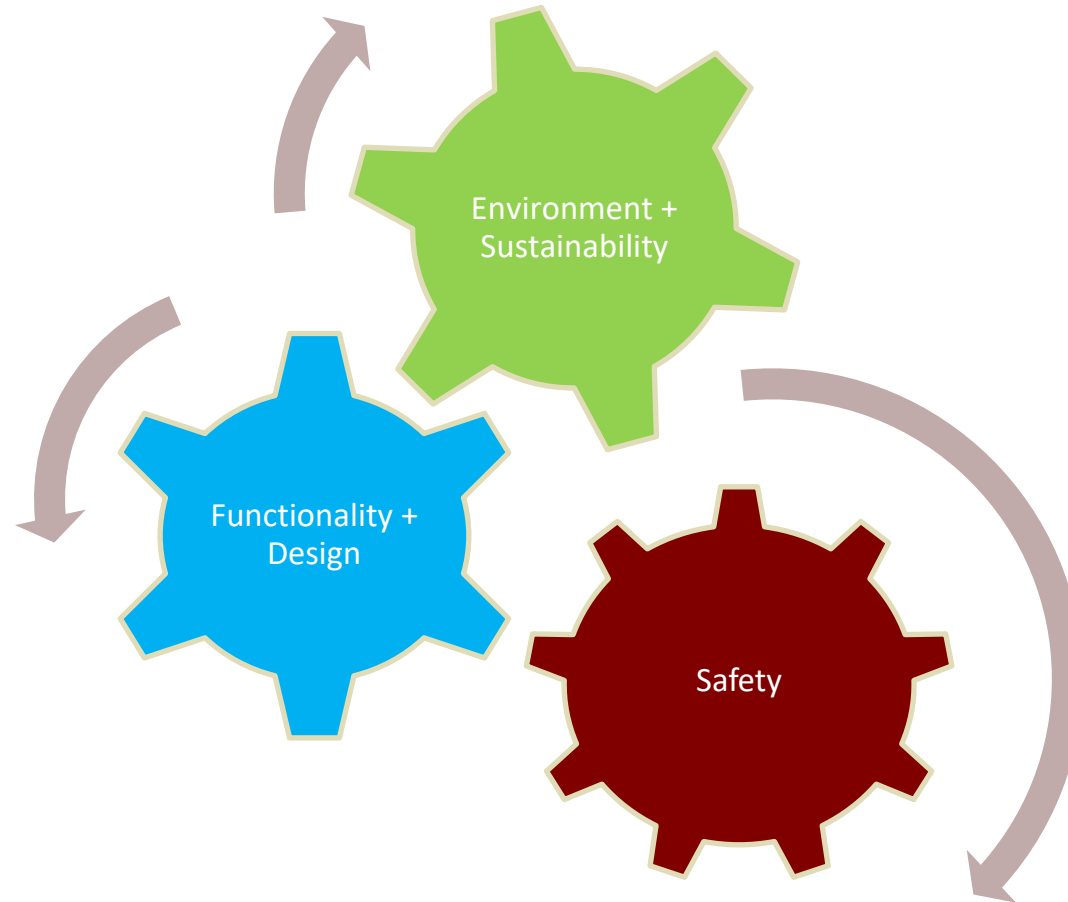 Environment +
Sustainability
Functionality +
Design
Safety